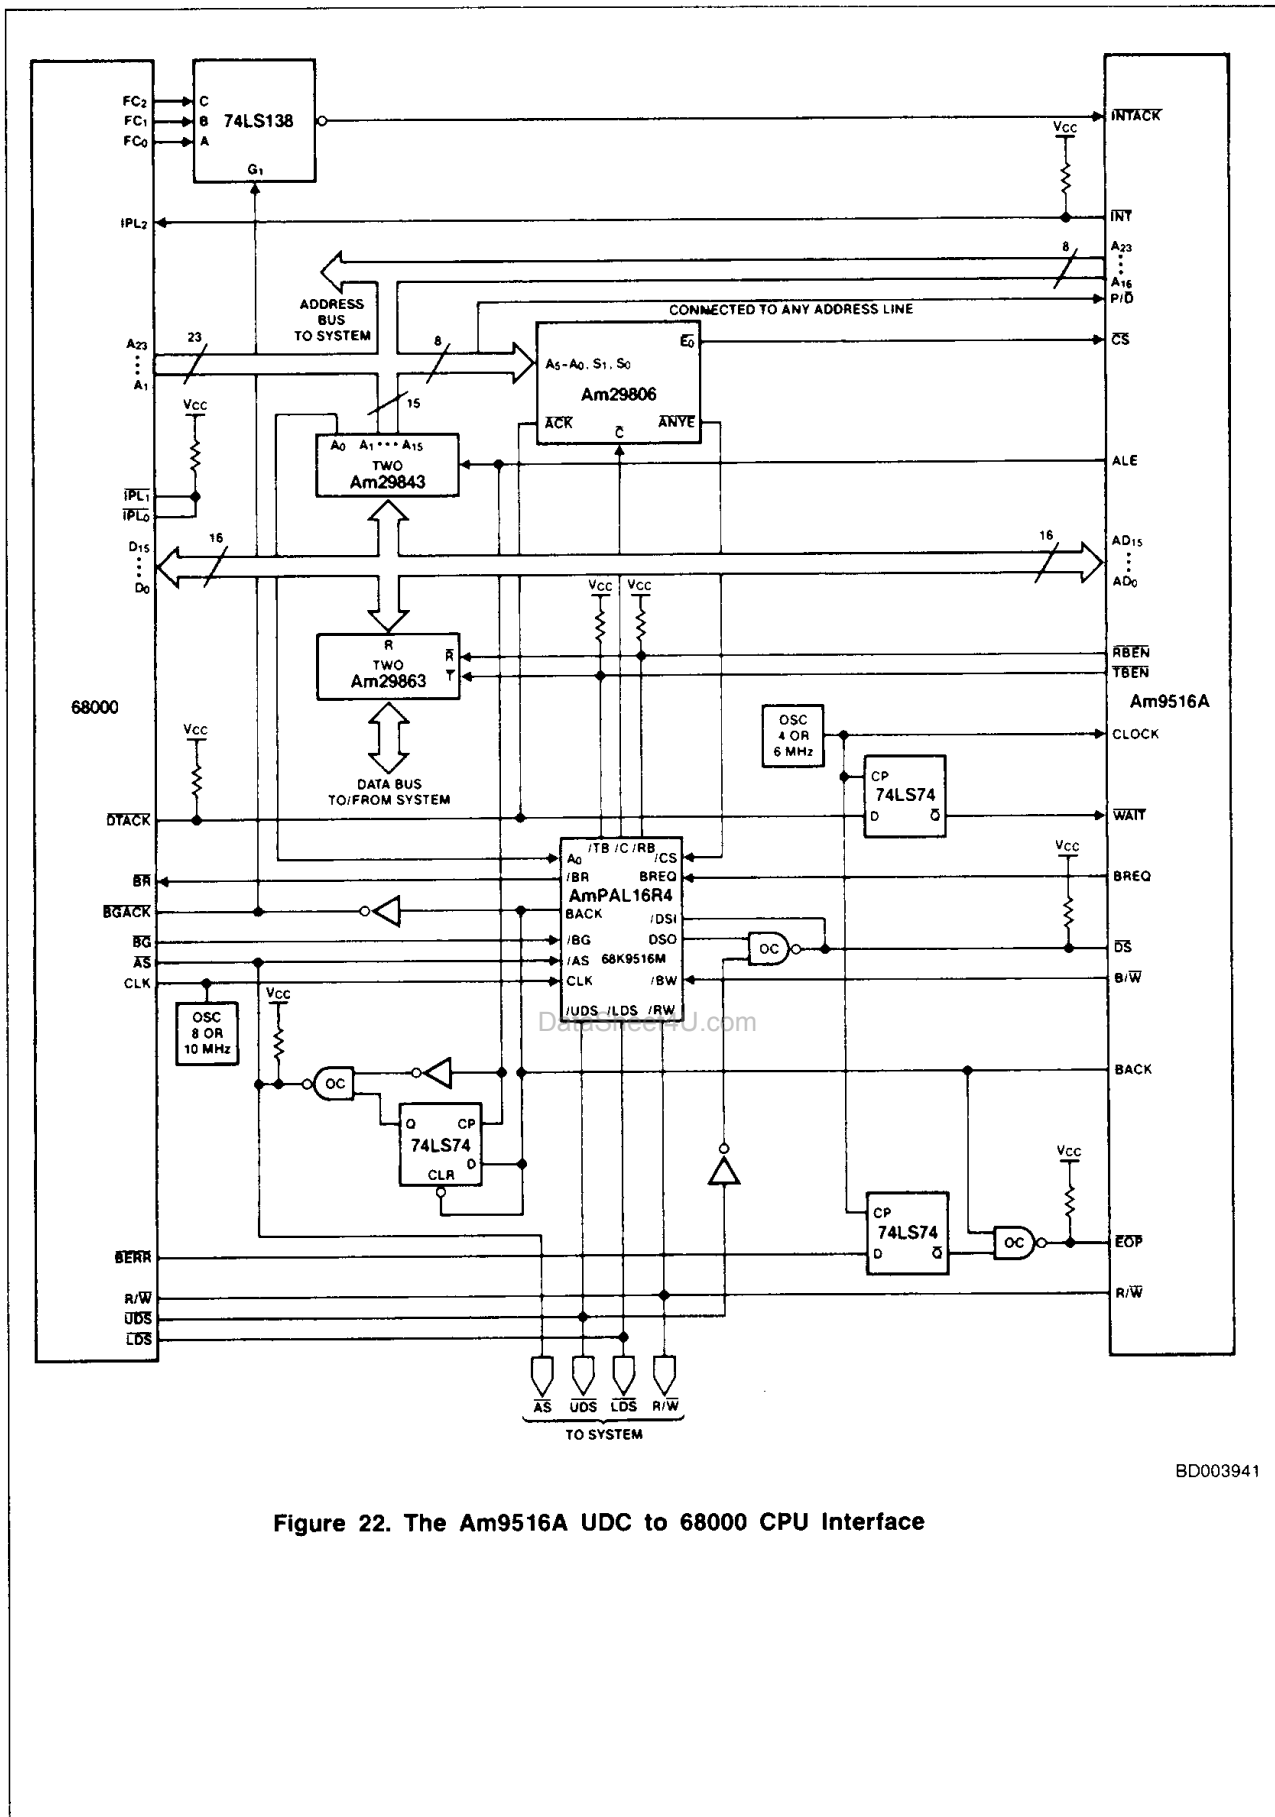 68000
FC2
FC1
FC0
IPL2
A23
A1
IPL1
IPL0
D15
D0
DTACK
BR
BGACK
BG
AS
CLK
BERR
R/W
UDS
LDS
C
B
A
74LS138
G1
VCC
ADDRESS
BUS
TO SYSTEM
23
8
15
8
CONNECTED TO ANY ADDRESS LINE
A5-A0, S1, S0
E0
Am29806
ACK
ANYE
C
A0 A1 ••• A15
TWO
Am29843
VCC
16
16
VCC
VCC
R
TWO
Am29863
R
T
DATA BUS
TO/FROM SYSTEM
VCC
OSC
4 OR
6 MHz
CP
74LS74
D
Q
/TB /C /RB
A0
/CS
/BR
BREQ
AmPAL16R4
BACK
/DSI
/BG
DSO
/AS
68K9516M
CLK
/BW
/UDS /LDS /RW
OC
VCC
OSC
8 OR
10 MHz
VCC
OC
Q
CP
74LS74
D
CLR
DataSheet4U.com
CP
74LS74
D
Q
OC
VCC
Am9516A
INTACK
INT
A23
A16
P/D
CS
ALE
AD15
AD0
RBEN
TBEN
CLOCK
WAIT
BREQ
DS
B/W
BACK
EOP
R/W
AS UDS LDS R/W
TO SYSTEM
BD003941
Figure 22. The Am9516A UDC to 68000 CPU Interface